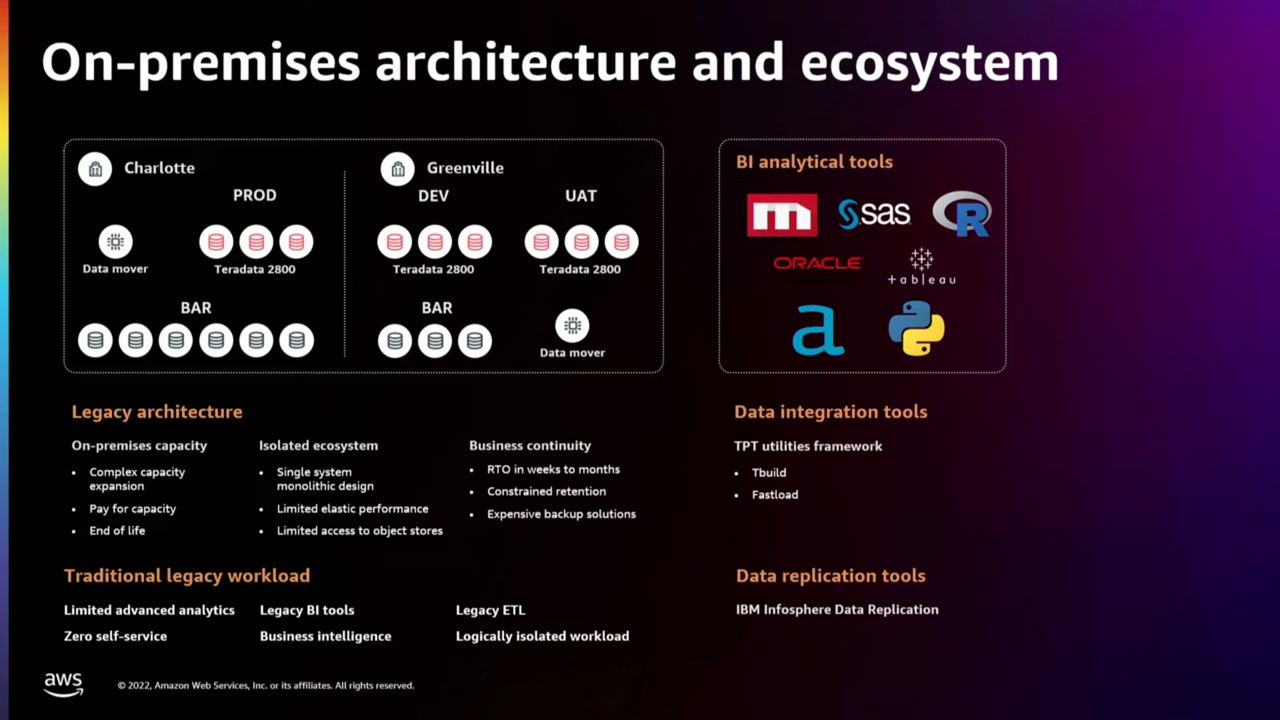 On-premises architecture and ecosystem
Charlotte
PROD
Data mover
Teradata 2800
BAR
Greenville
DEV
UAT
Teradata 2800
Teradata 2800
BAR
Data mover
BI analytical tools
m
sas
R
ORACLE
+ableau
a
Legacy architecture
On-premises capacity
• Complex capacity
expansion
• Pay for capacity
• End of life
Isolated ecosystem
• Single system
monolithic design
• Limited elastic performance
• Limited access to object stores
Business continuity
• RTO in weeks to months
• Constrained retention
• Expensive backup solutions
Data integration tools
TPT utilities framework
• Tbuild
• Fastload
Traditional legacy workload
Limited advanced analytics
Zero self-service
Legacy BI tools
Business intelligence
Legacy ETL
Logically isolated workload
Data replication tools
IBM Infosphere Data Replication
aws
© 2022, Amazon Web Services, Inc. or its affiliates. All rights reserved.